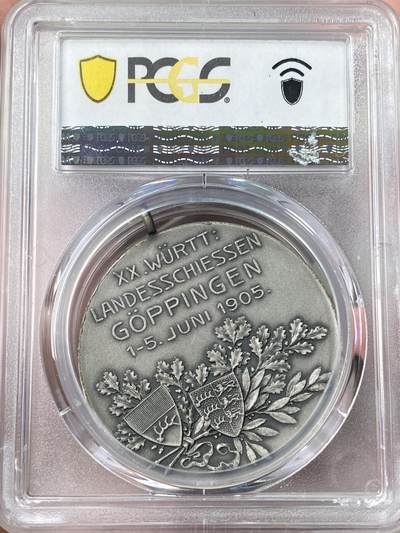 PCGS
XX. WÜRTT:
LANDESSCHIESSEN
GÖPPINGEN
1-5. JUNI 1905.